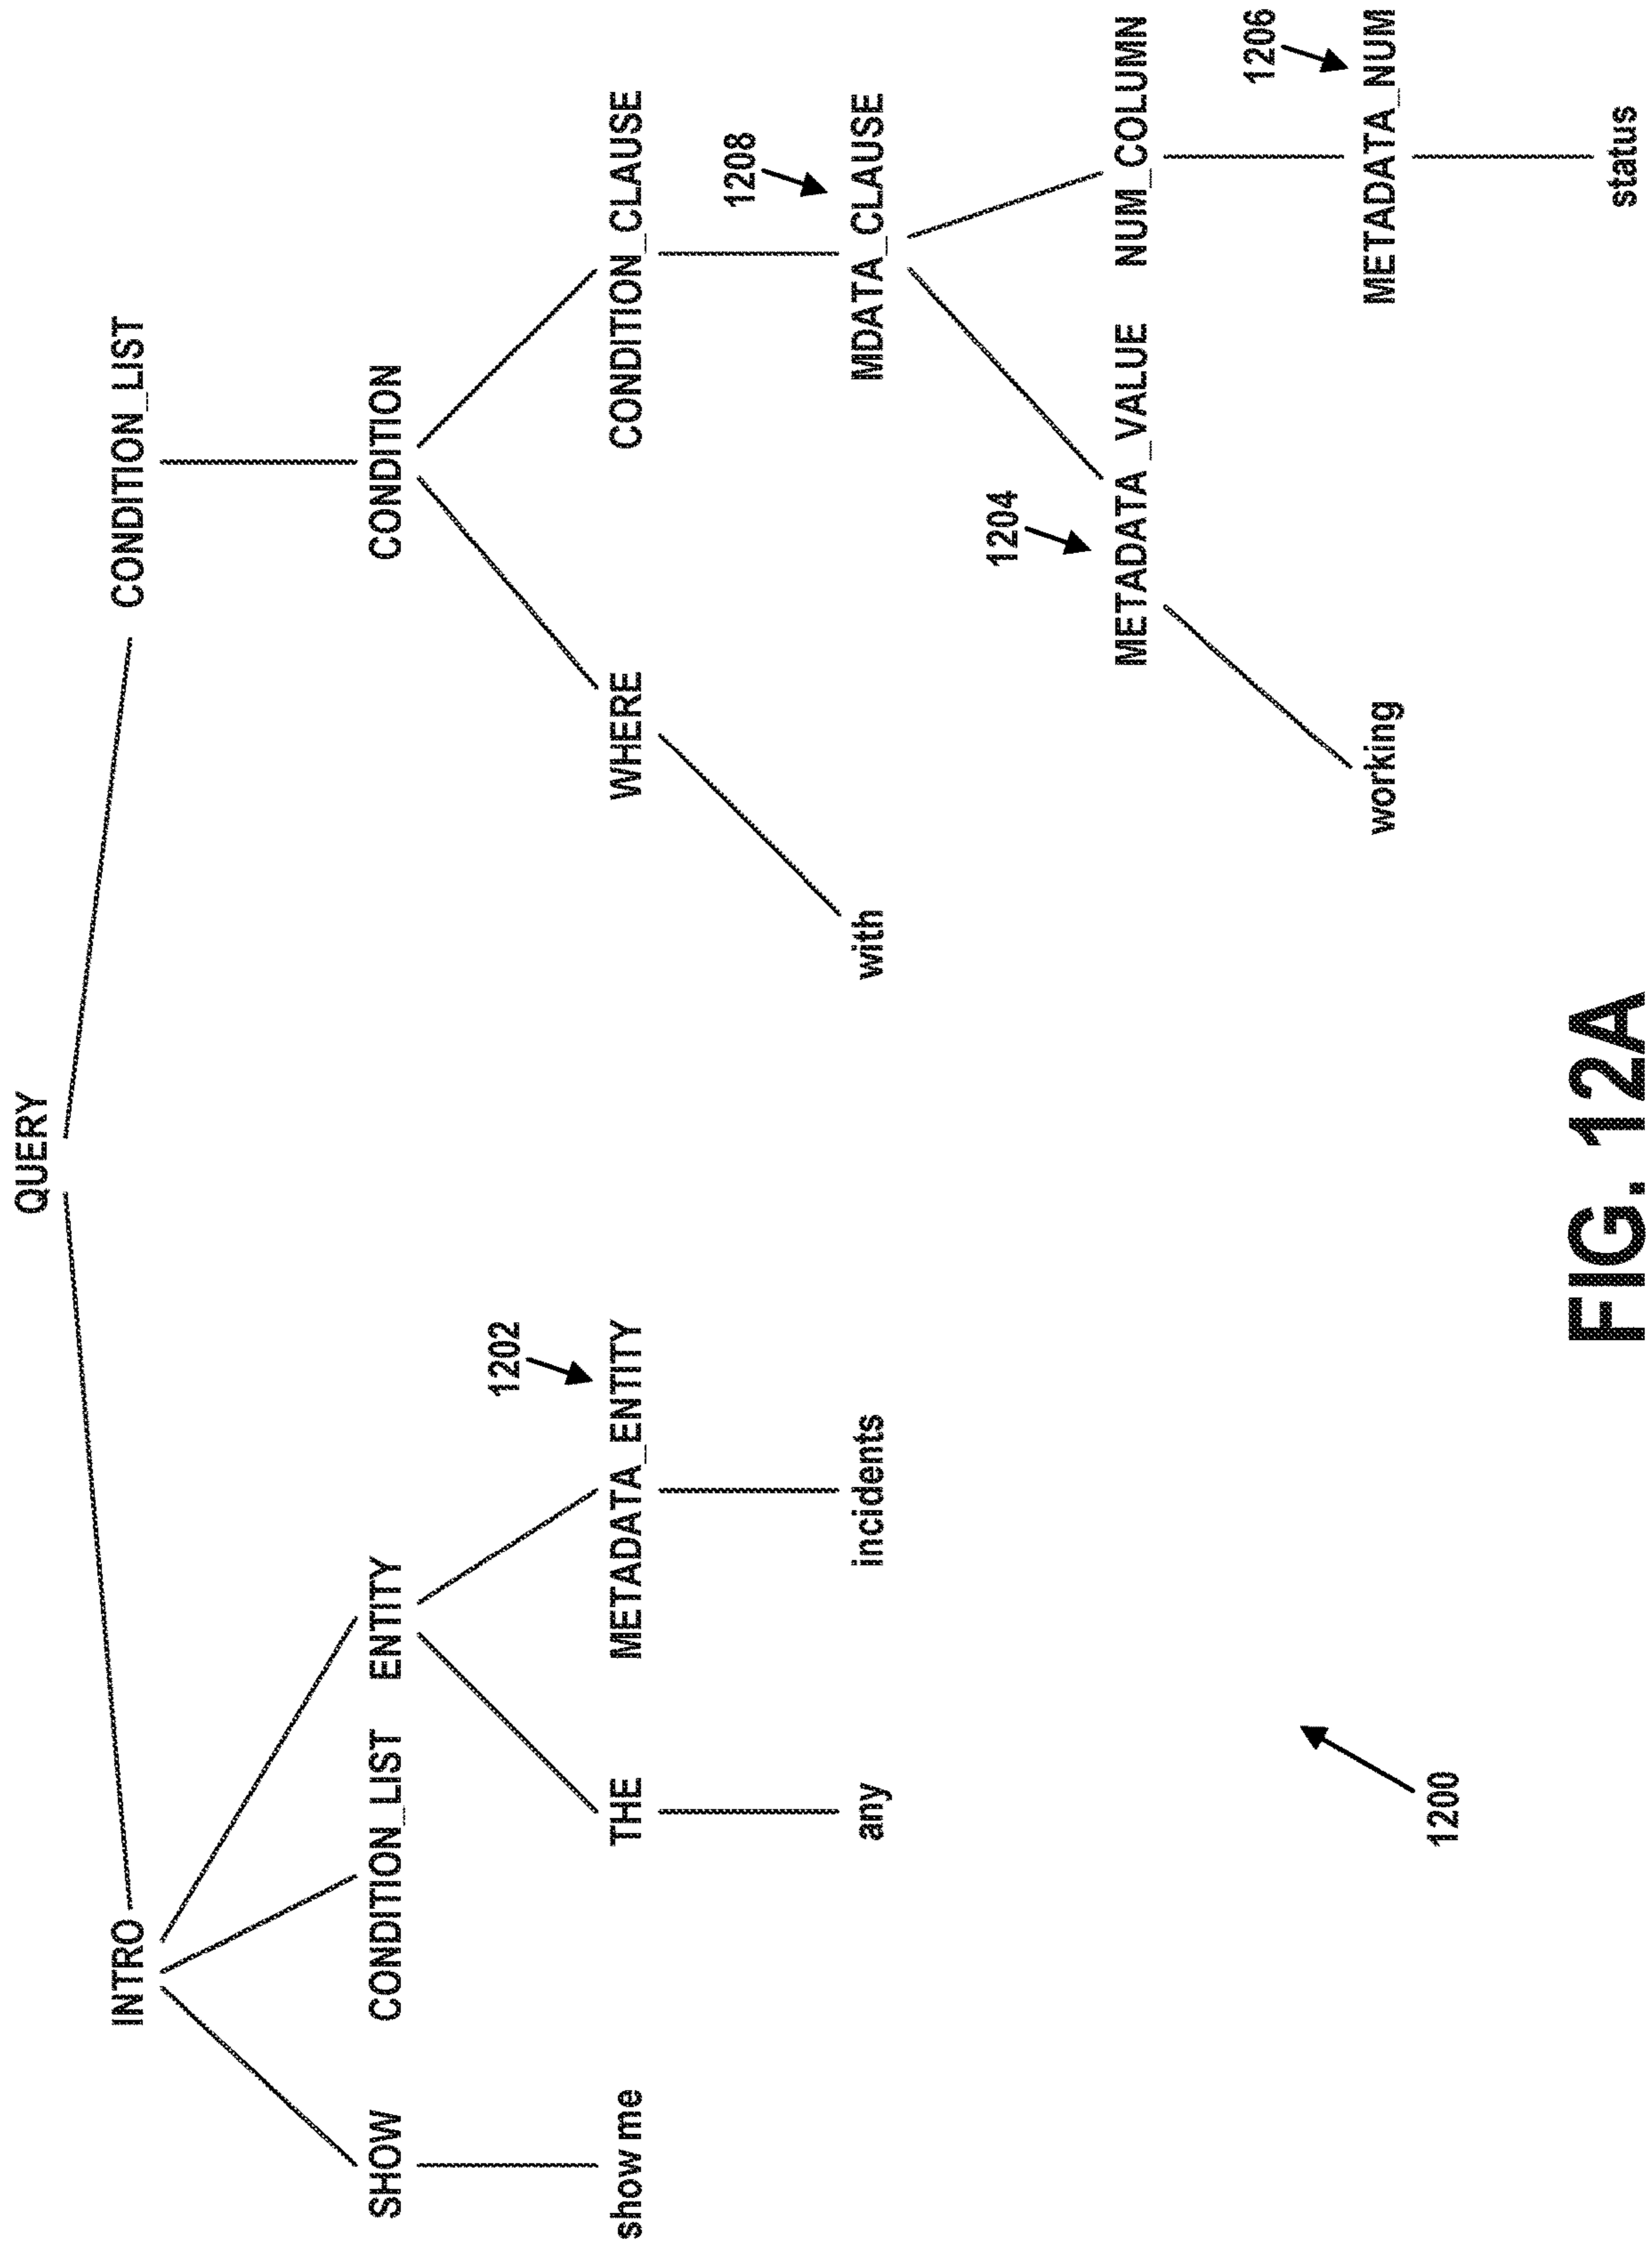 QUERY
INTRO
CONDITION_LIST
SHOW
CONDITION_LIST
ENTITY
CONDITION
show me
THE
METADATA_ENTITY
1202
WHERE
CONDITION_CLAUSE
any
incidents
with
MDATA_CLAUSE
1208
METADATA_VALUE
1204
NUM_COLUMN
working
METADATA_NUM
1206
status
1200
FIG. 12A